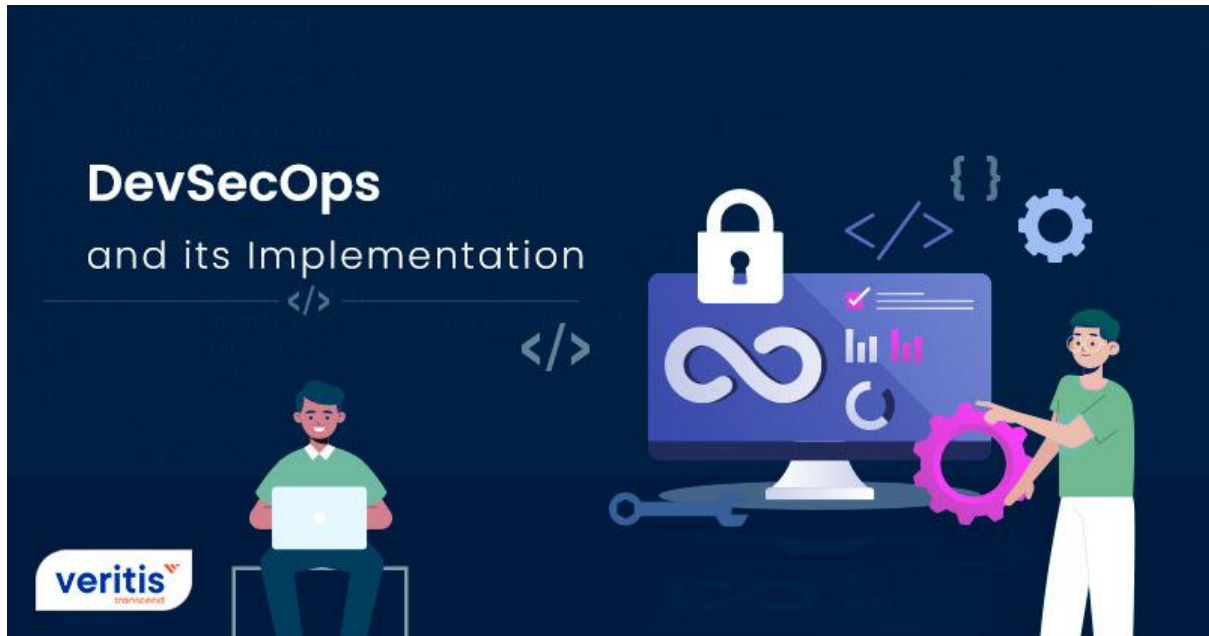 DevSecOps
and its Implementation
</>
</>
</>
{ }
veritis
transcend